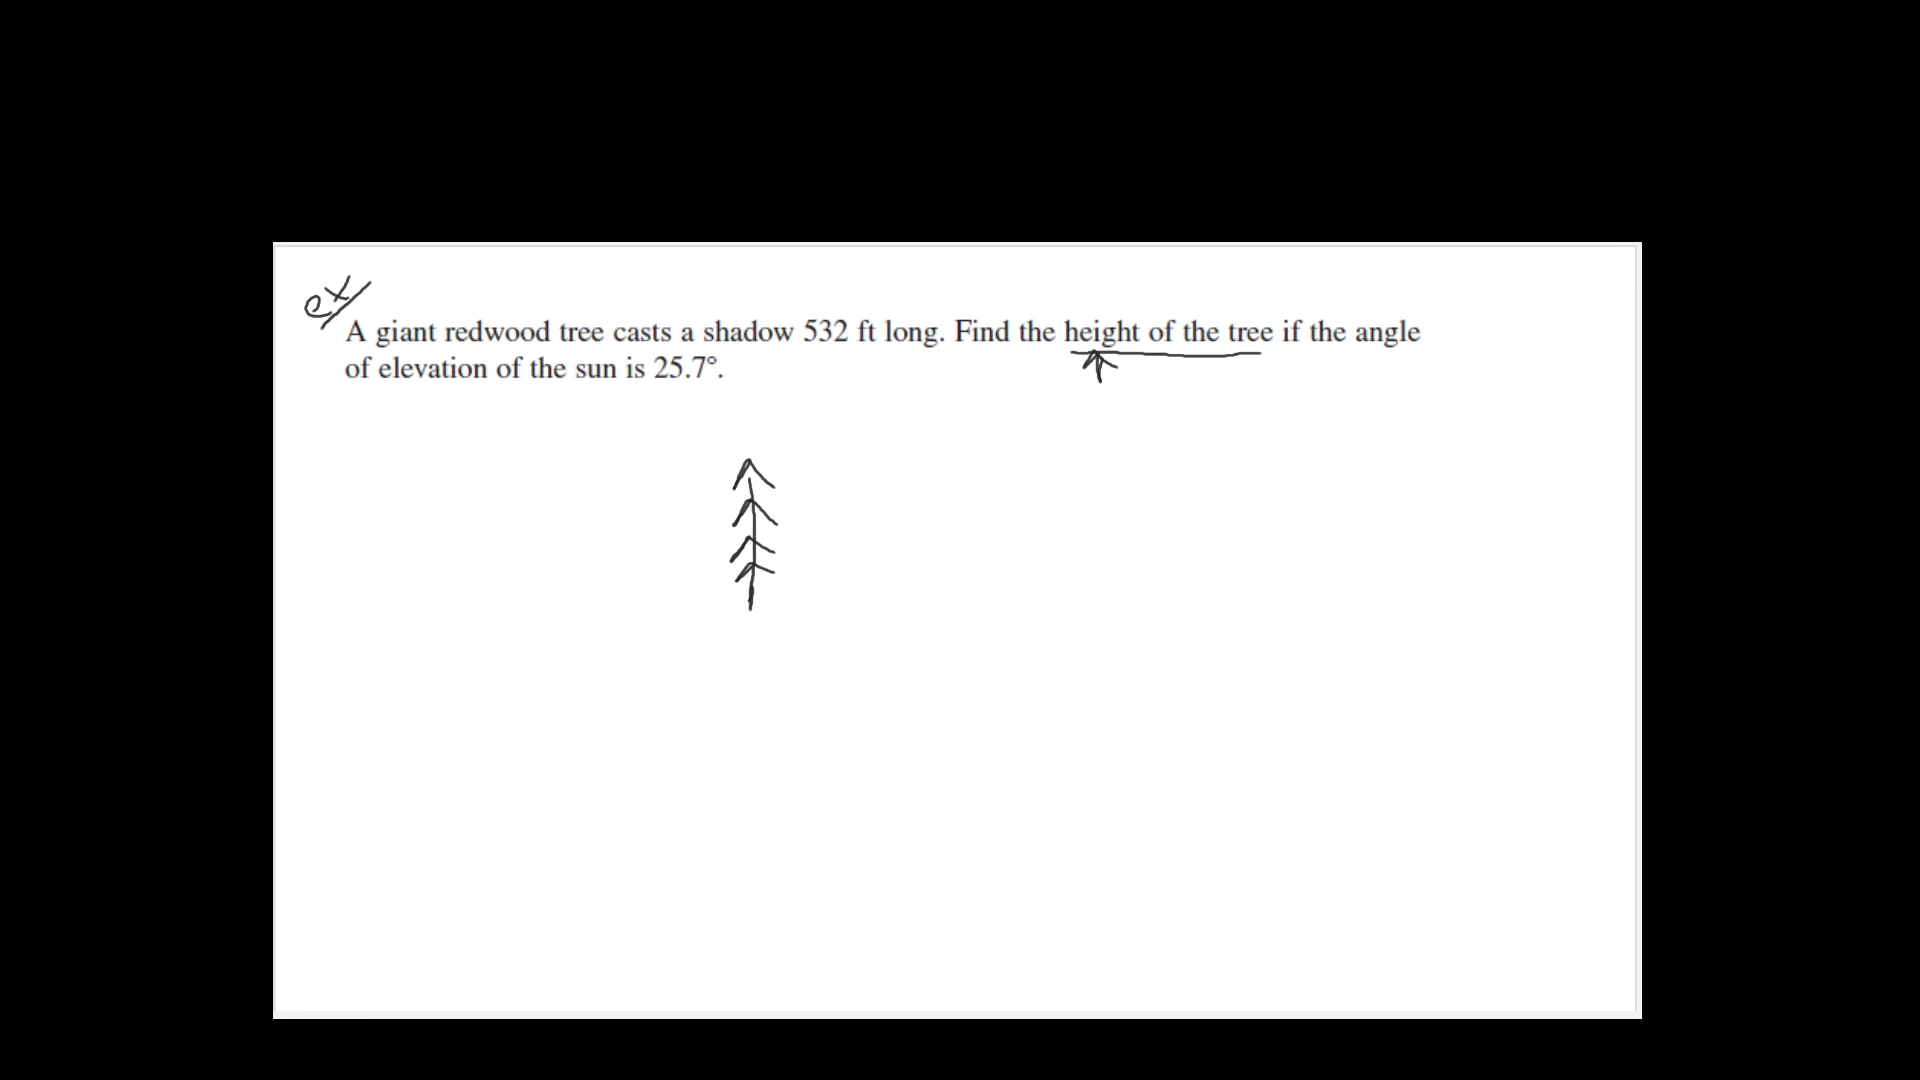 ex/
A giant redwood tree casts a shadow 532 ft long. Find the height of the tree if the angle
of elevation of the sun is 25.7°.